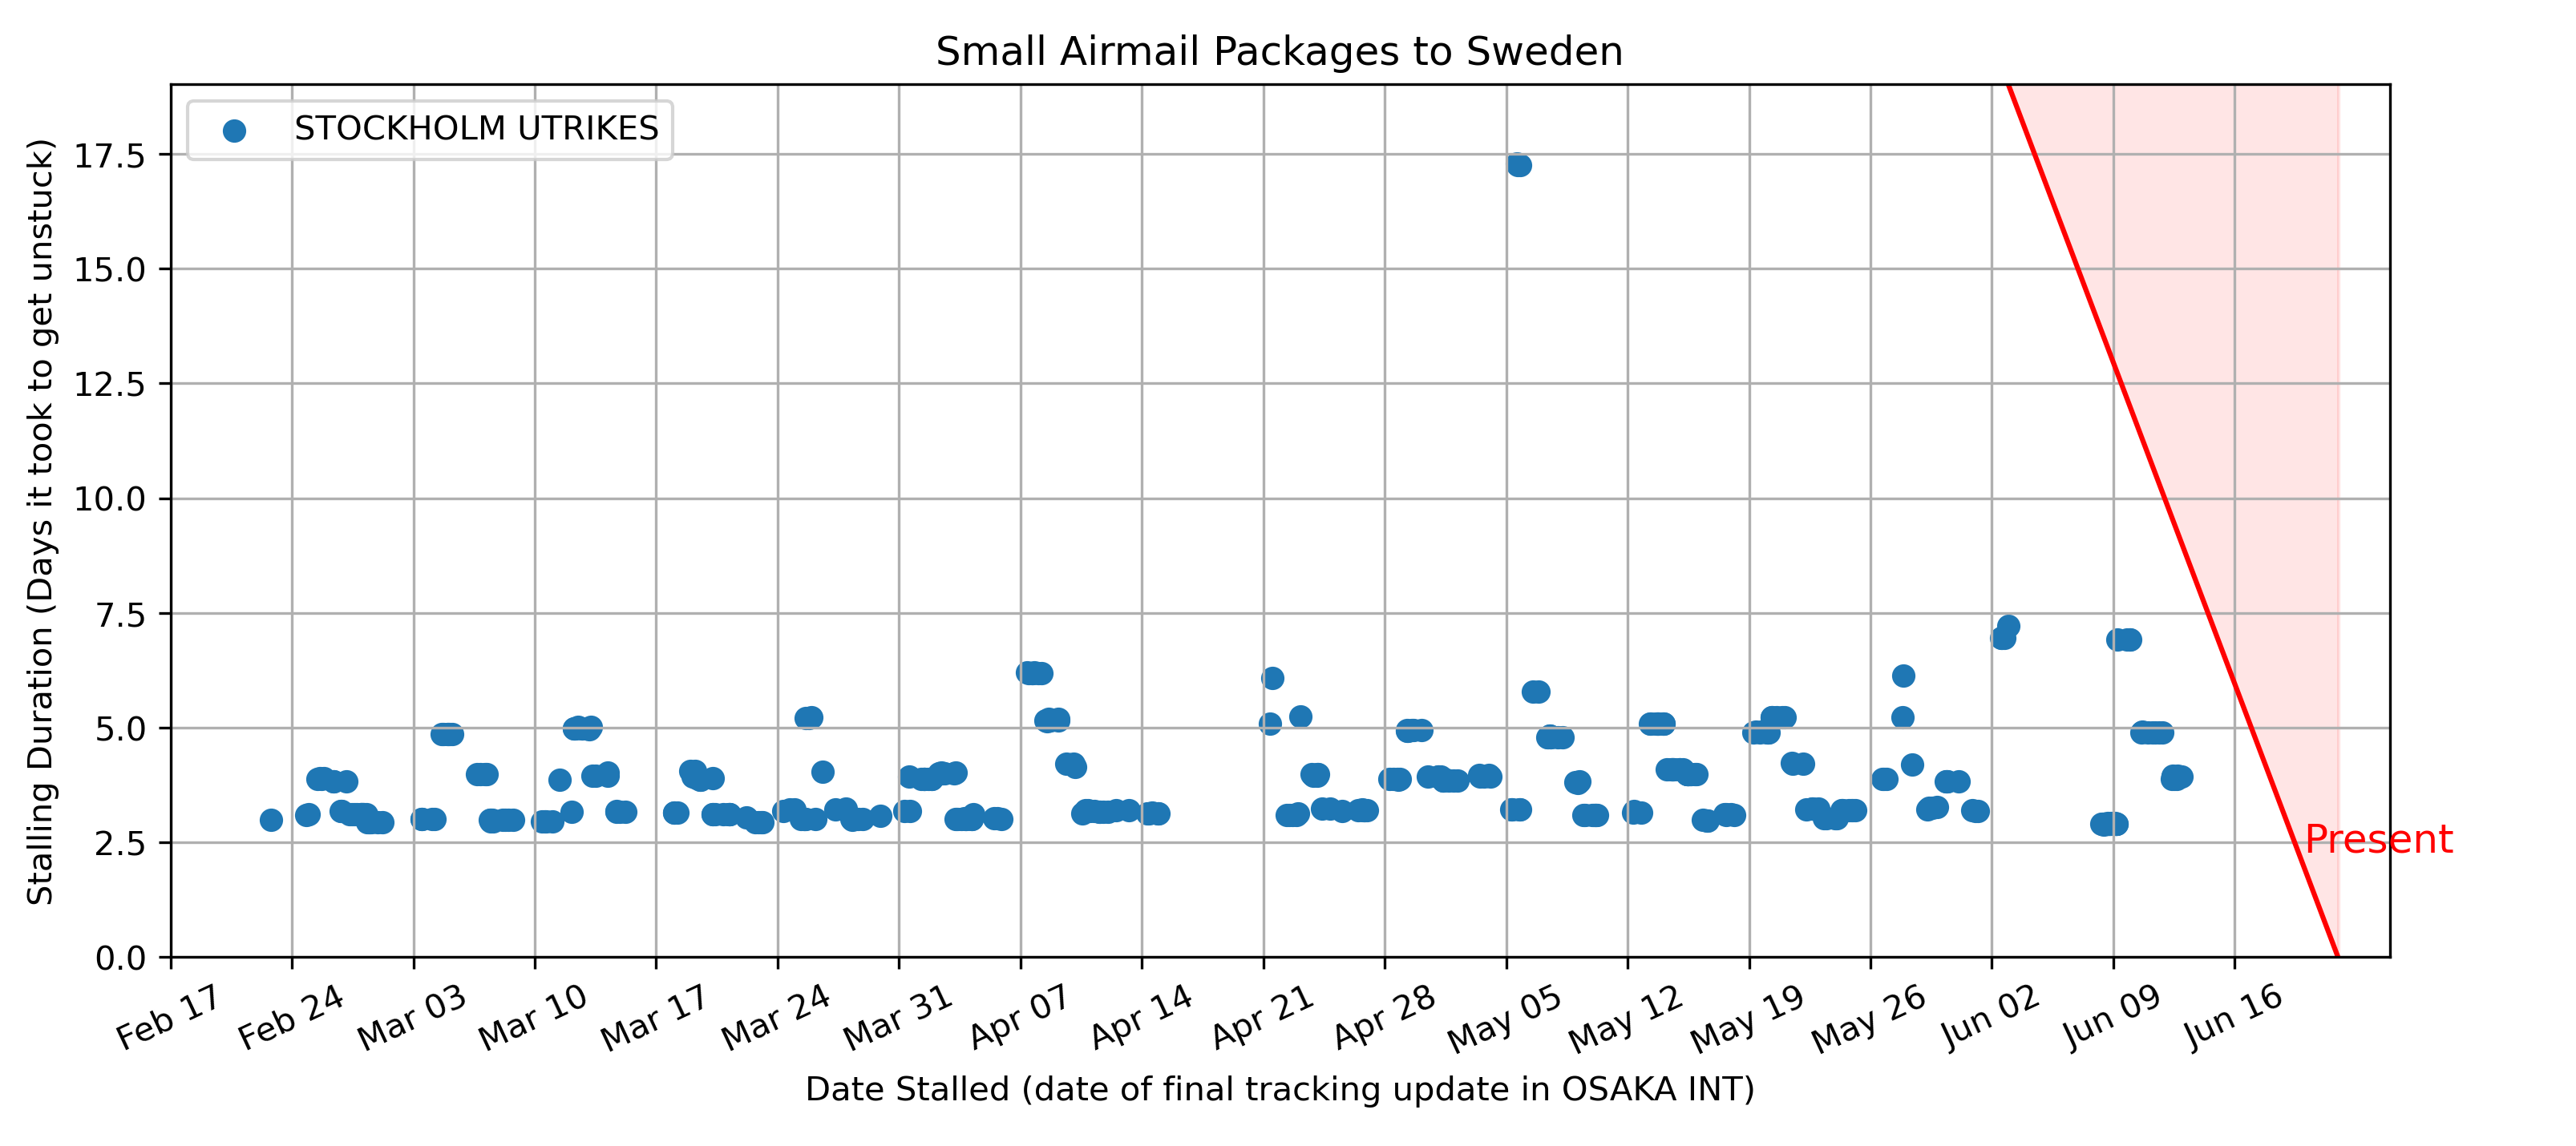 Small Airmail Packages to Sweden
STOCKHOLM UTRIKES
Stalling Duration (Days it took to get unstuck)
17.5
15.0
12.5
10.0
7.5
5.0
2.5
0.0
Present
Feb 17
Feb 24
Mar 03
Mar 10
Mar 17
Mar 24
Mar 31
Apr 07
Apr 14
Apr 21
Apr 28
May 05
May 12
May 19
May 26
Jun 02
Jun 09
Jun 16
Date Stalled (date of final tracking update in OSAKA INT)